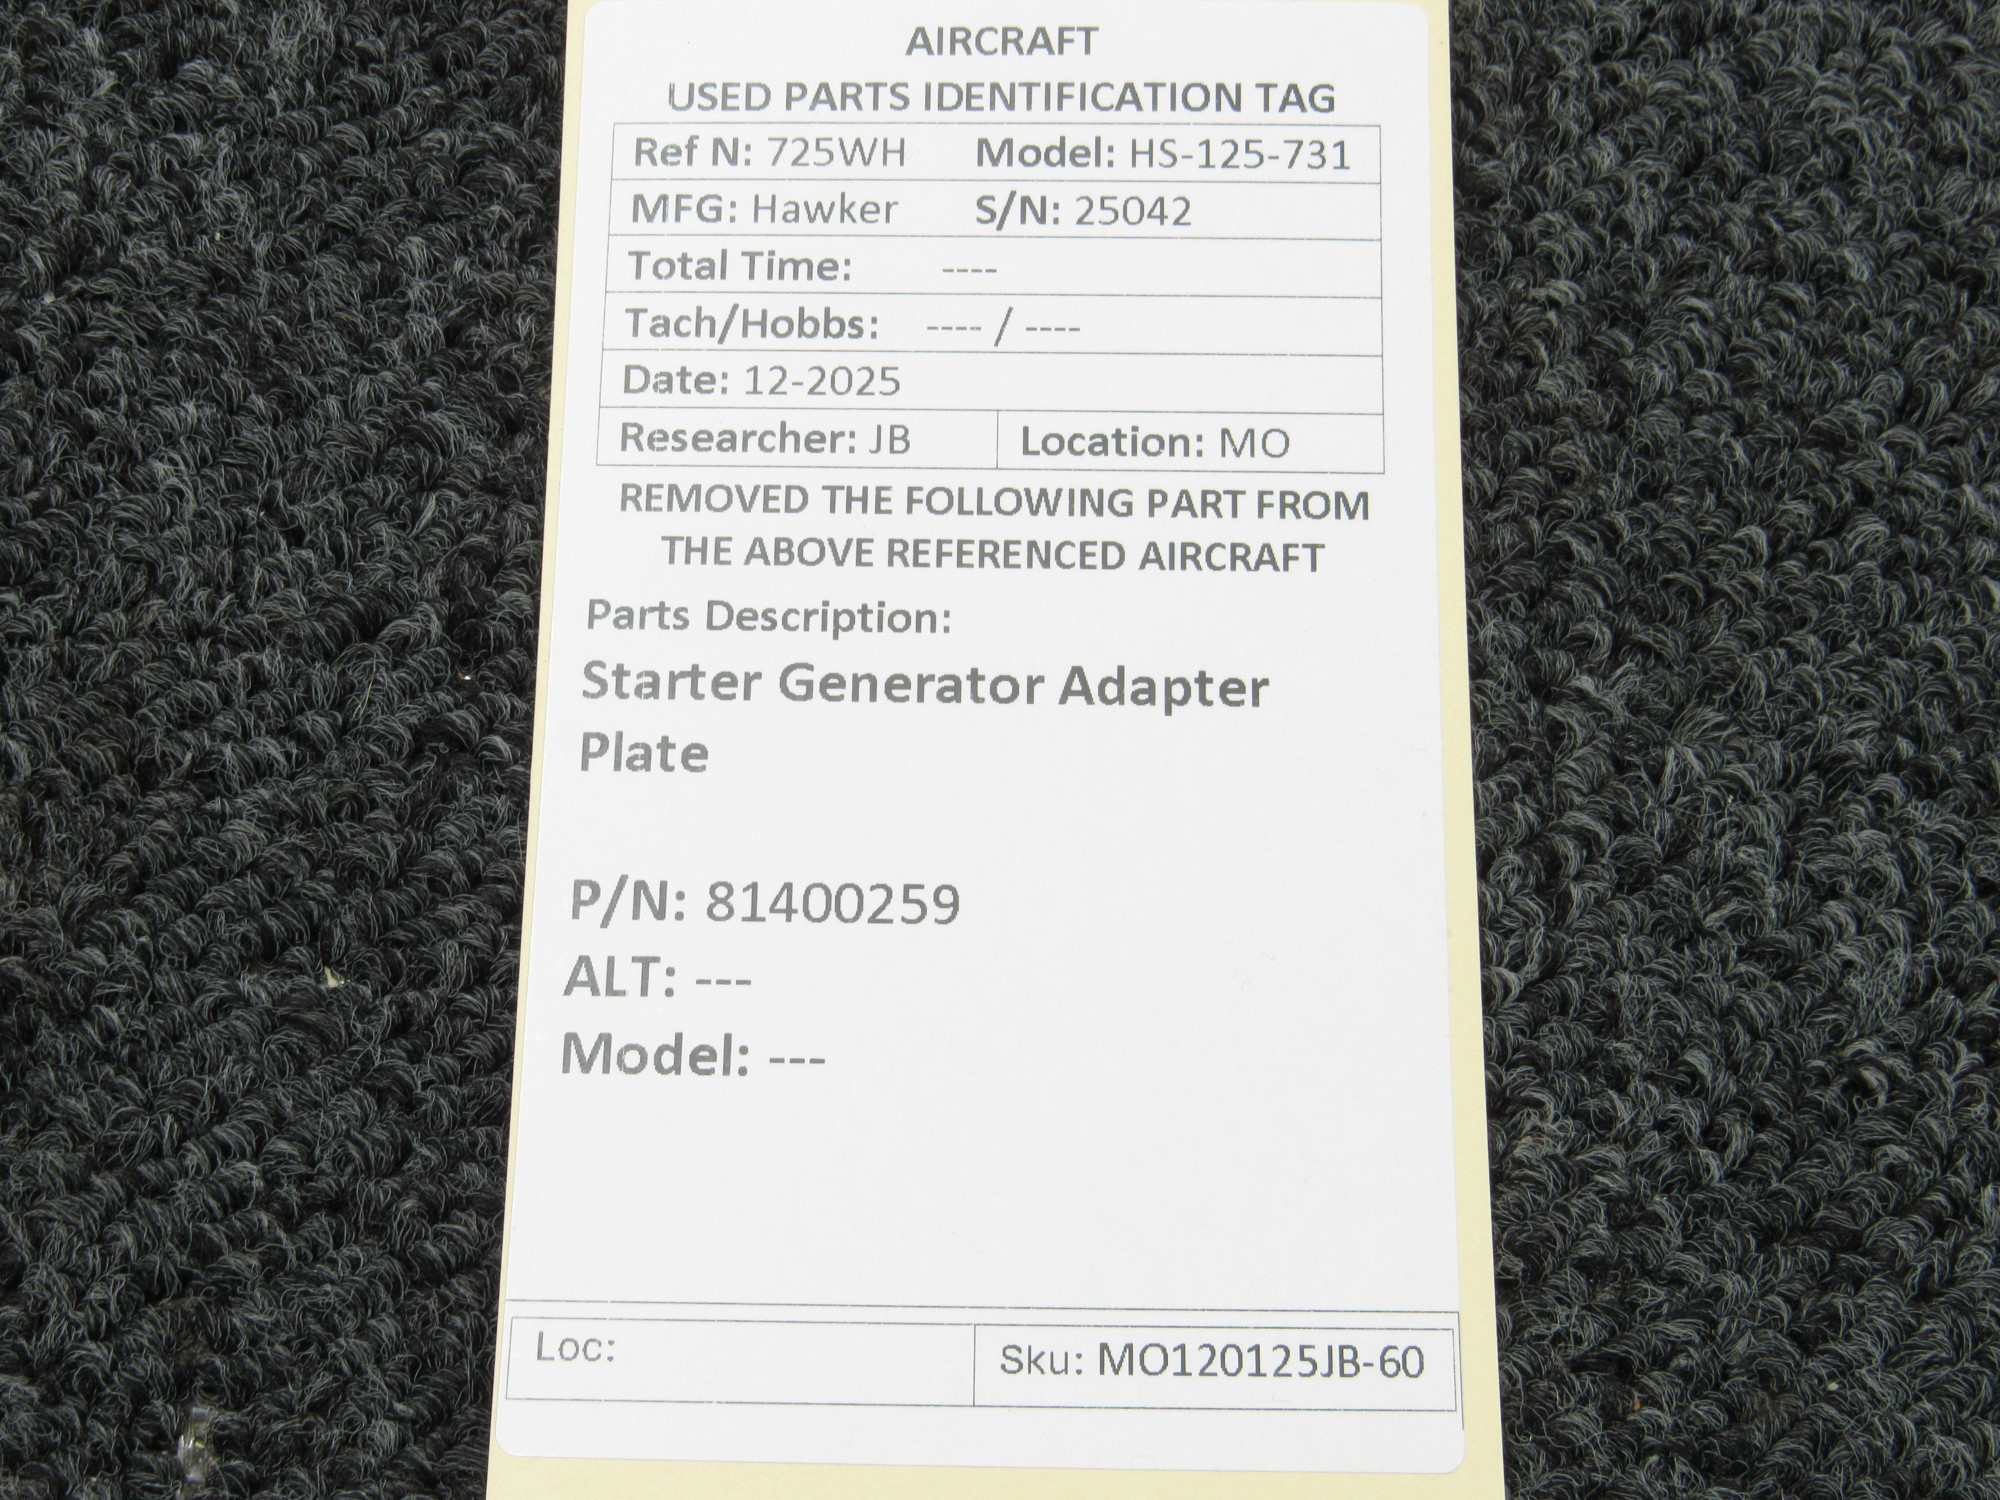 AIRCRAFT
USED PARTS IDENTIFICATION TAG
Ref N: 725WH Model: HS-125-731
MFG: Hawker S/N: 25042
Total Time: ----
Tach/Hobbs: ---- / ----
Date: 12-2025
Researcher: JB Location: MO
REMOVED THE FOLLOWING PART FROM
THE ABOVE REFERENCED AIRCRAFT
Parts Description:
Starter Generator Adapter
Plate
P/N: 81400259
ALT: ---
Model: ---
Loc: Sku: MO120125JB-60